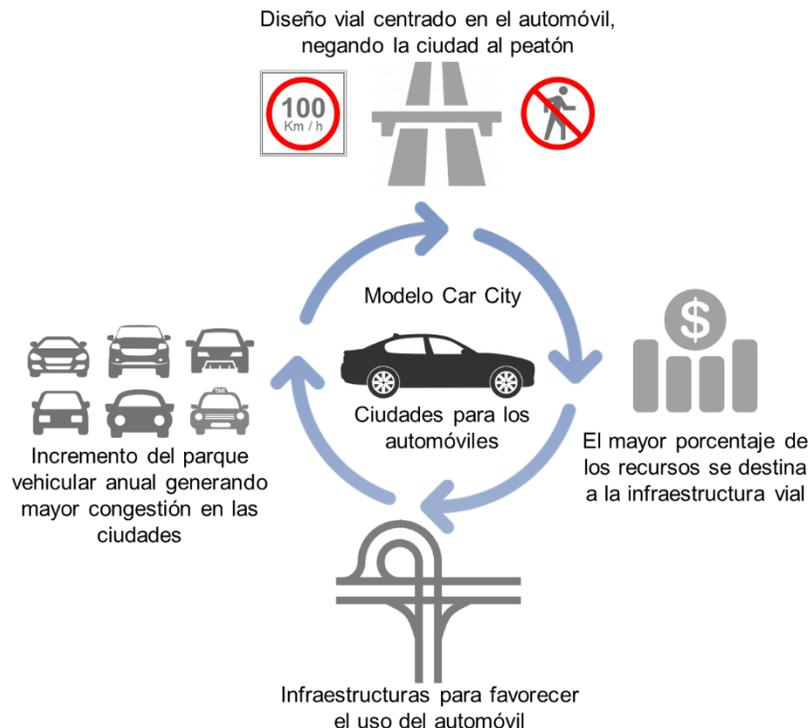 Diseño vial centrado en el automóvil,
negando la ciudad al peatón
100
Km / h
Modelo Car City
Ciudades para los
automóviles
$
El mayor porcentaje de
los recursos se destina
a la infraestructura vial
TAXI
Incremento del parque
vehicular anual generando
mayor congestión en las
ciudades
Infraestructuras para favorecer
el uso del automóvil